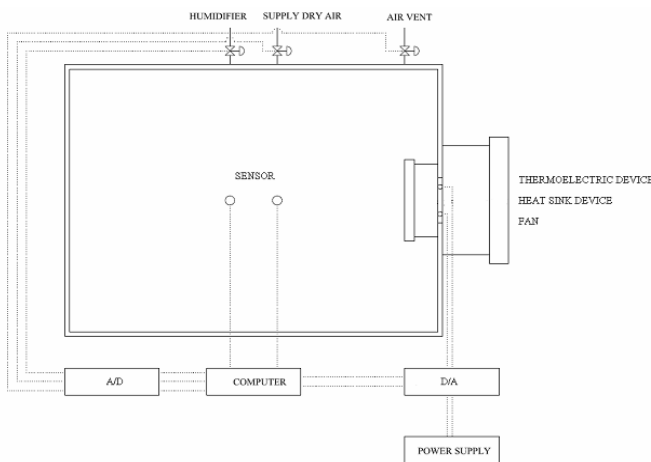 HUMIDIFIER
SUPPLY DRY AIR
AIR VENT
SENSOR
THERMOELECTRIC DEVICE
HEAT SINK DEVICE
FAN
A/D
COMPUTER
D/A
POWER SUPPLY